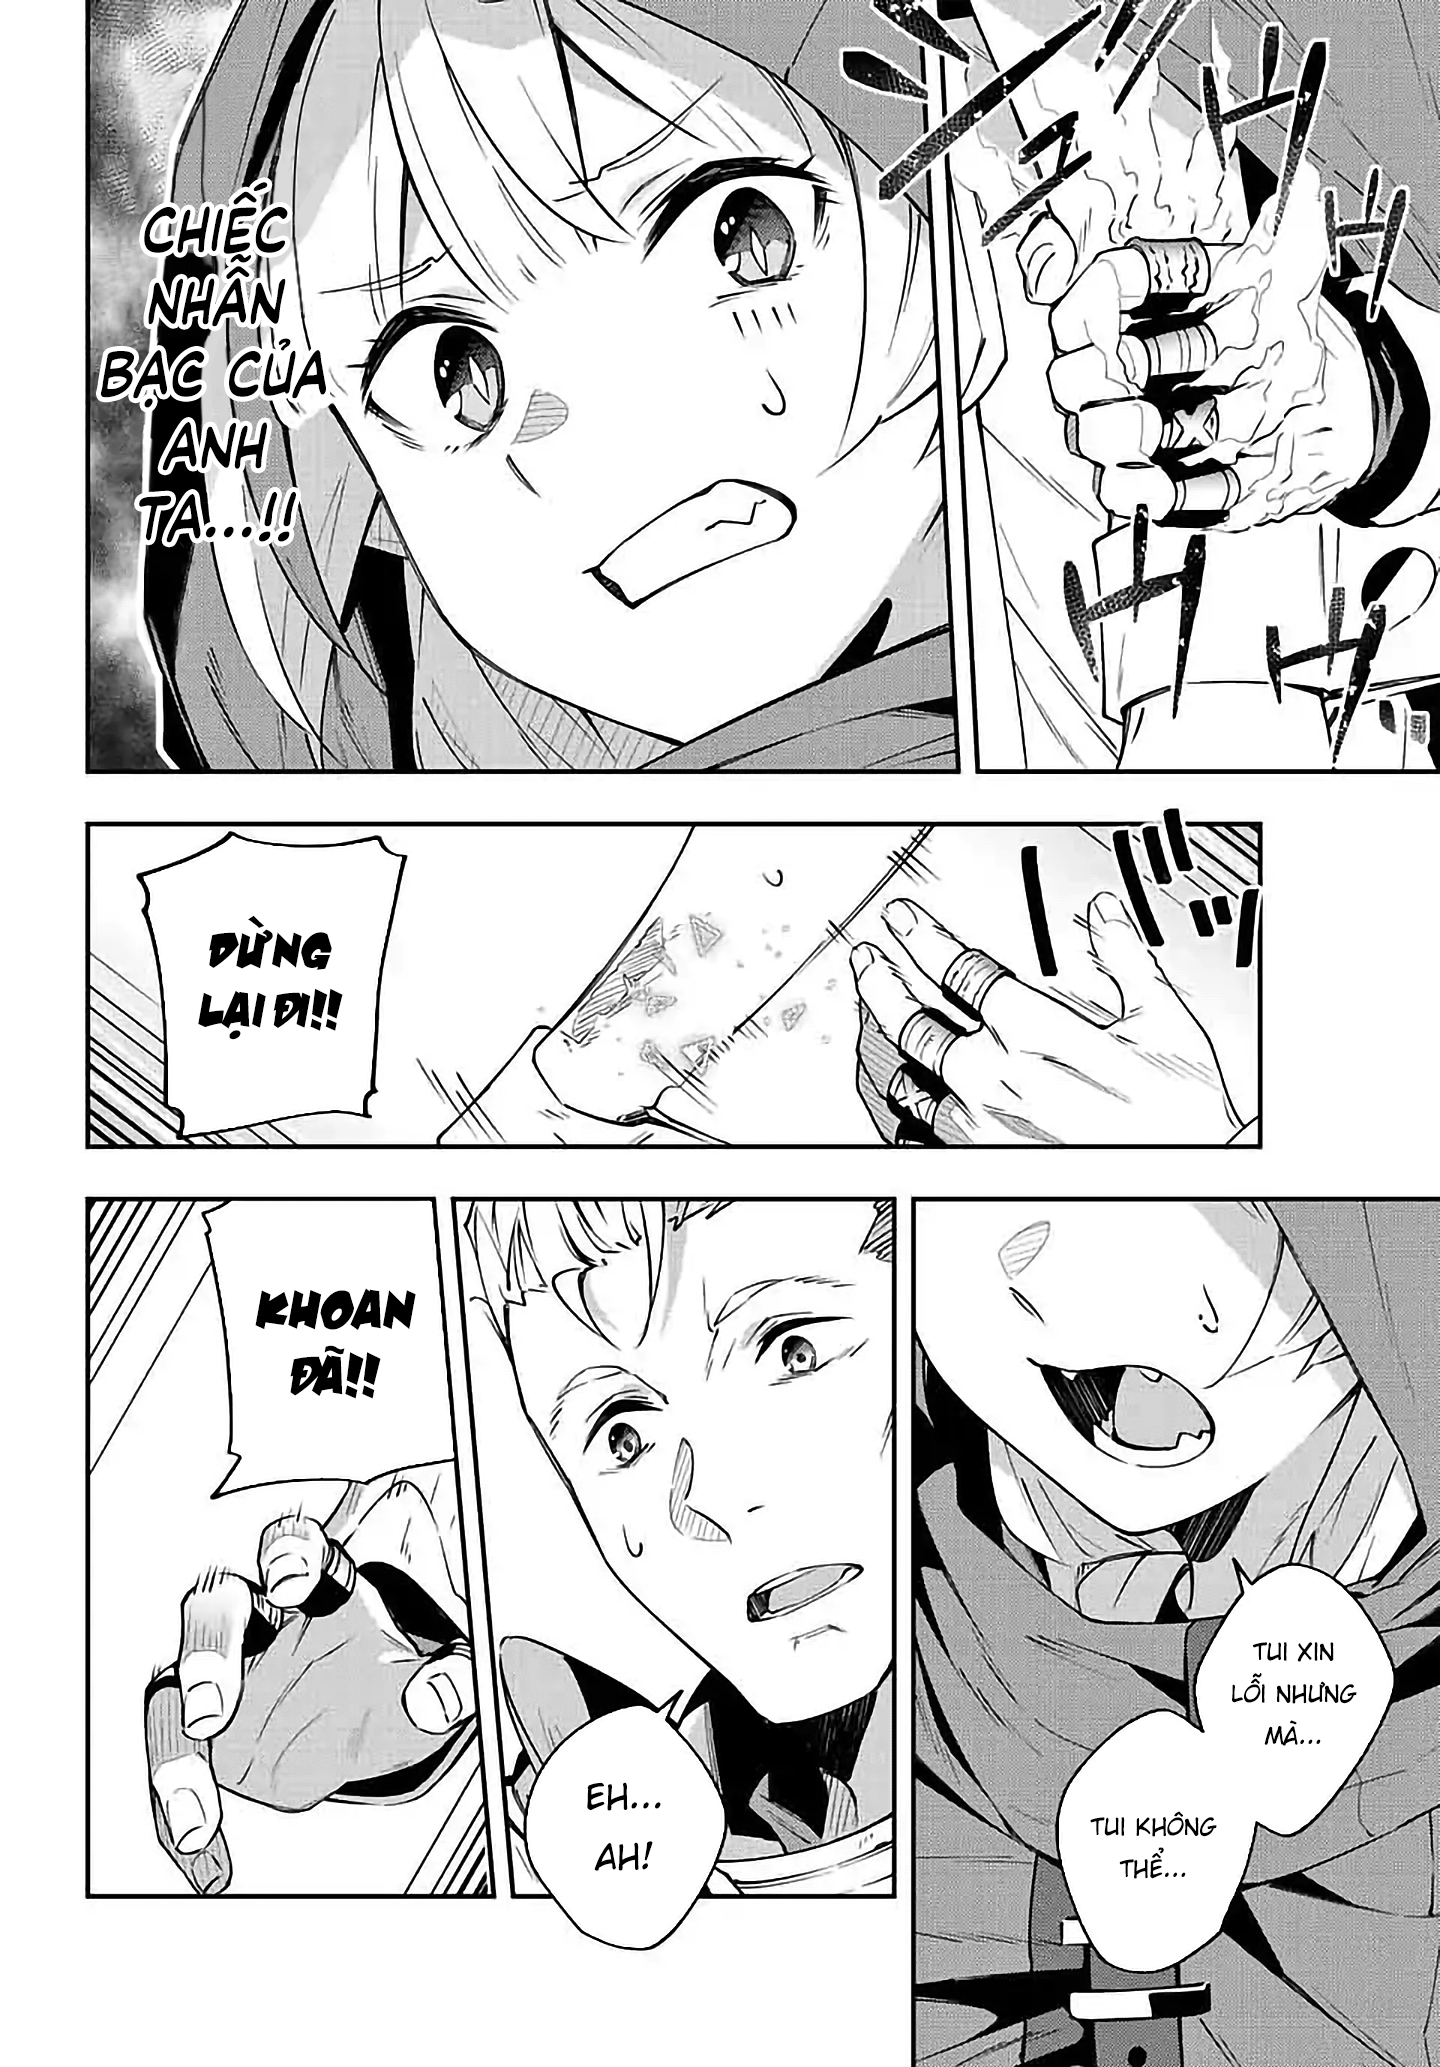 CHIẾC
NHẪN
BẠC CỦA
ANH
TA...!!
DỪNG
LẠI ĐI!!
TUI XIN
LỖI NHƯNG
MÀ...
TUI KHÔNG
THỂ...
EH...
AH!
KHOAN
ĐÃ!!